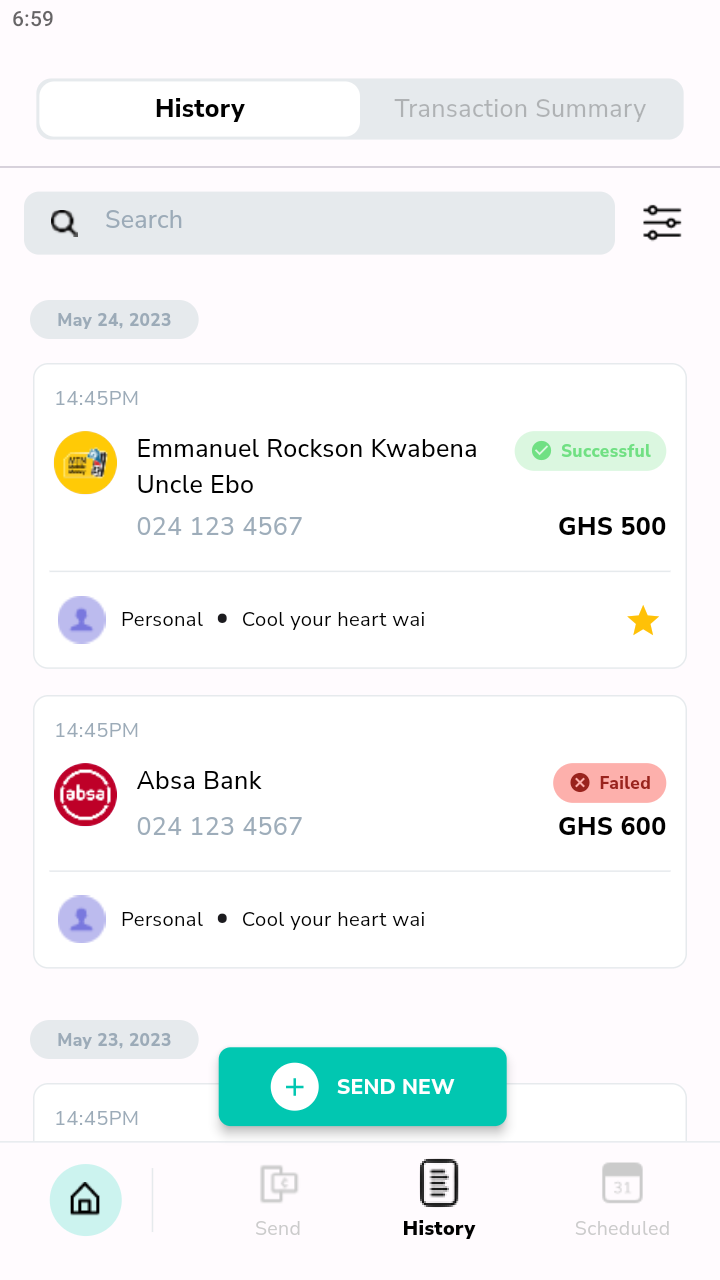 6:59
History
Transaction Summary
Search
May 24, 2023
14:45PM
Emmanuel Rockson Kwabena
Uncle Ebo
Successful
024 123 4567
GHS 500
Personal • Cool your heart wai
14:45PM
absa
Absa Bank
Failed
024 123 4567
GHS 600
Personal • Cool your heart wai
May 23, 2023
SEND NEW
14:45PM
Send
History
31
Scheduled